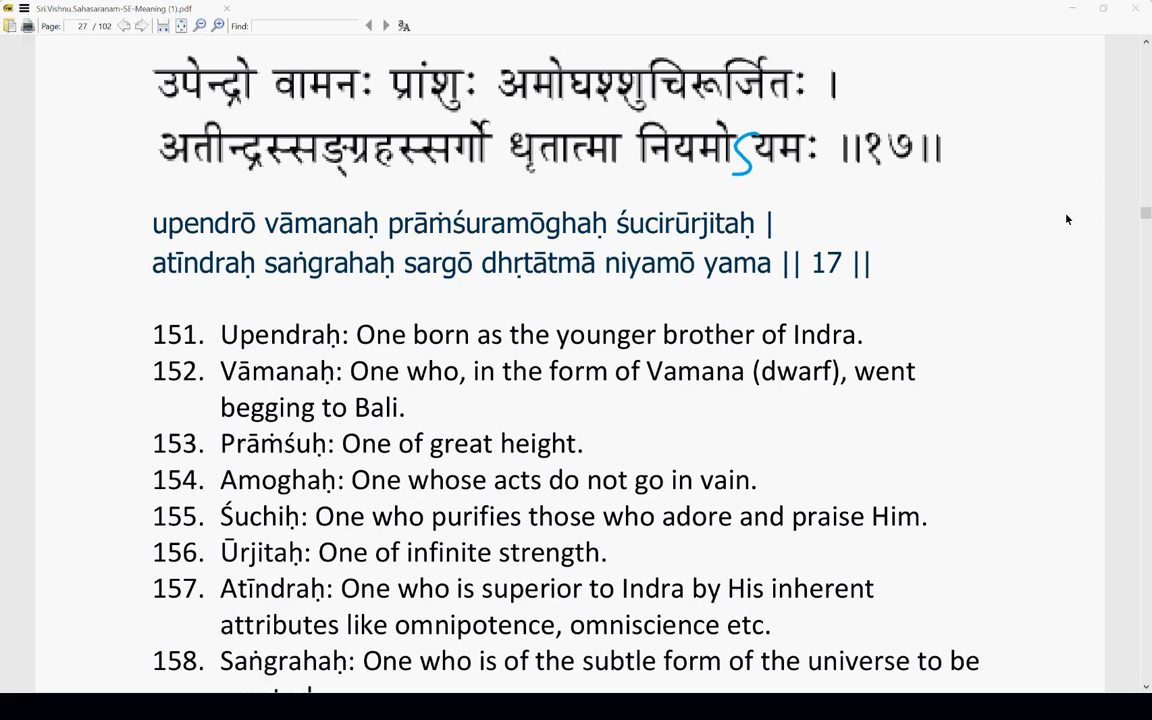 Sri.Vishnu.Sahasaranam-SE-Meaning (1).pdf
Page: 27 / 102 Find:
उपेन्द्रो वामनः प्रांशुः अमोघश्शुचिरूर्जितः ।
अतीन्द्रस्सङ्ग्रहस्सर्गो धृतात्मा नियमोऽयमः ॥१७॥
upendrō vāmanaḥ prāṁśuramōghaḥ śucirūrjitaḥ |
atīndraḥ saṅgrahaḥ sargō dhṛtātmā niyamō yama || 17 ||
151. Upendraḥ: One born as the younger brother of Indra.
152. Vāmanaḥ: One who, in the form of Vamana (dwarf), went
begging to Bali.
153. Prāṁśuḥ: One of great height.
154. Amoghaḥ: One whose acts do not go in vain.
155. Śuchiḥ: One who purifies those who adore and praise Him.
156. Ūrjitaḥ: One of infinite strength.
157. Atīndraḥ: One who is superior to Indra by His inherent
attributes like omnipotence, omniscience etc.
158. Saṅgrahaḥ: One who is of the subtle form of the universe to be